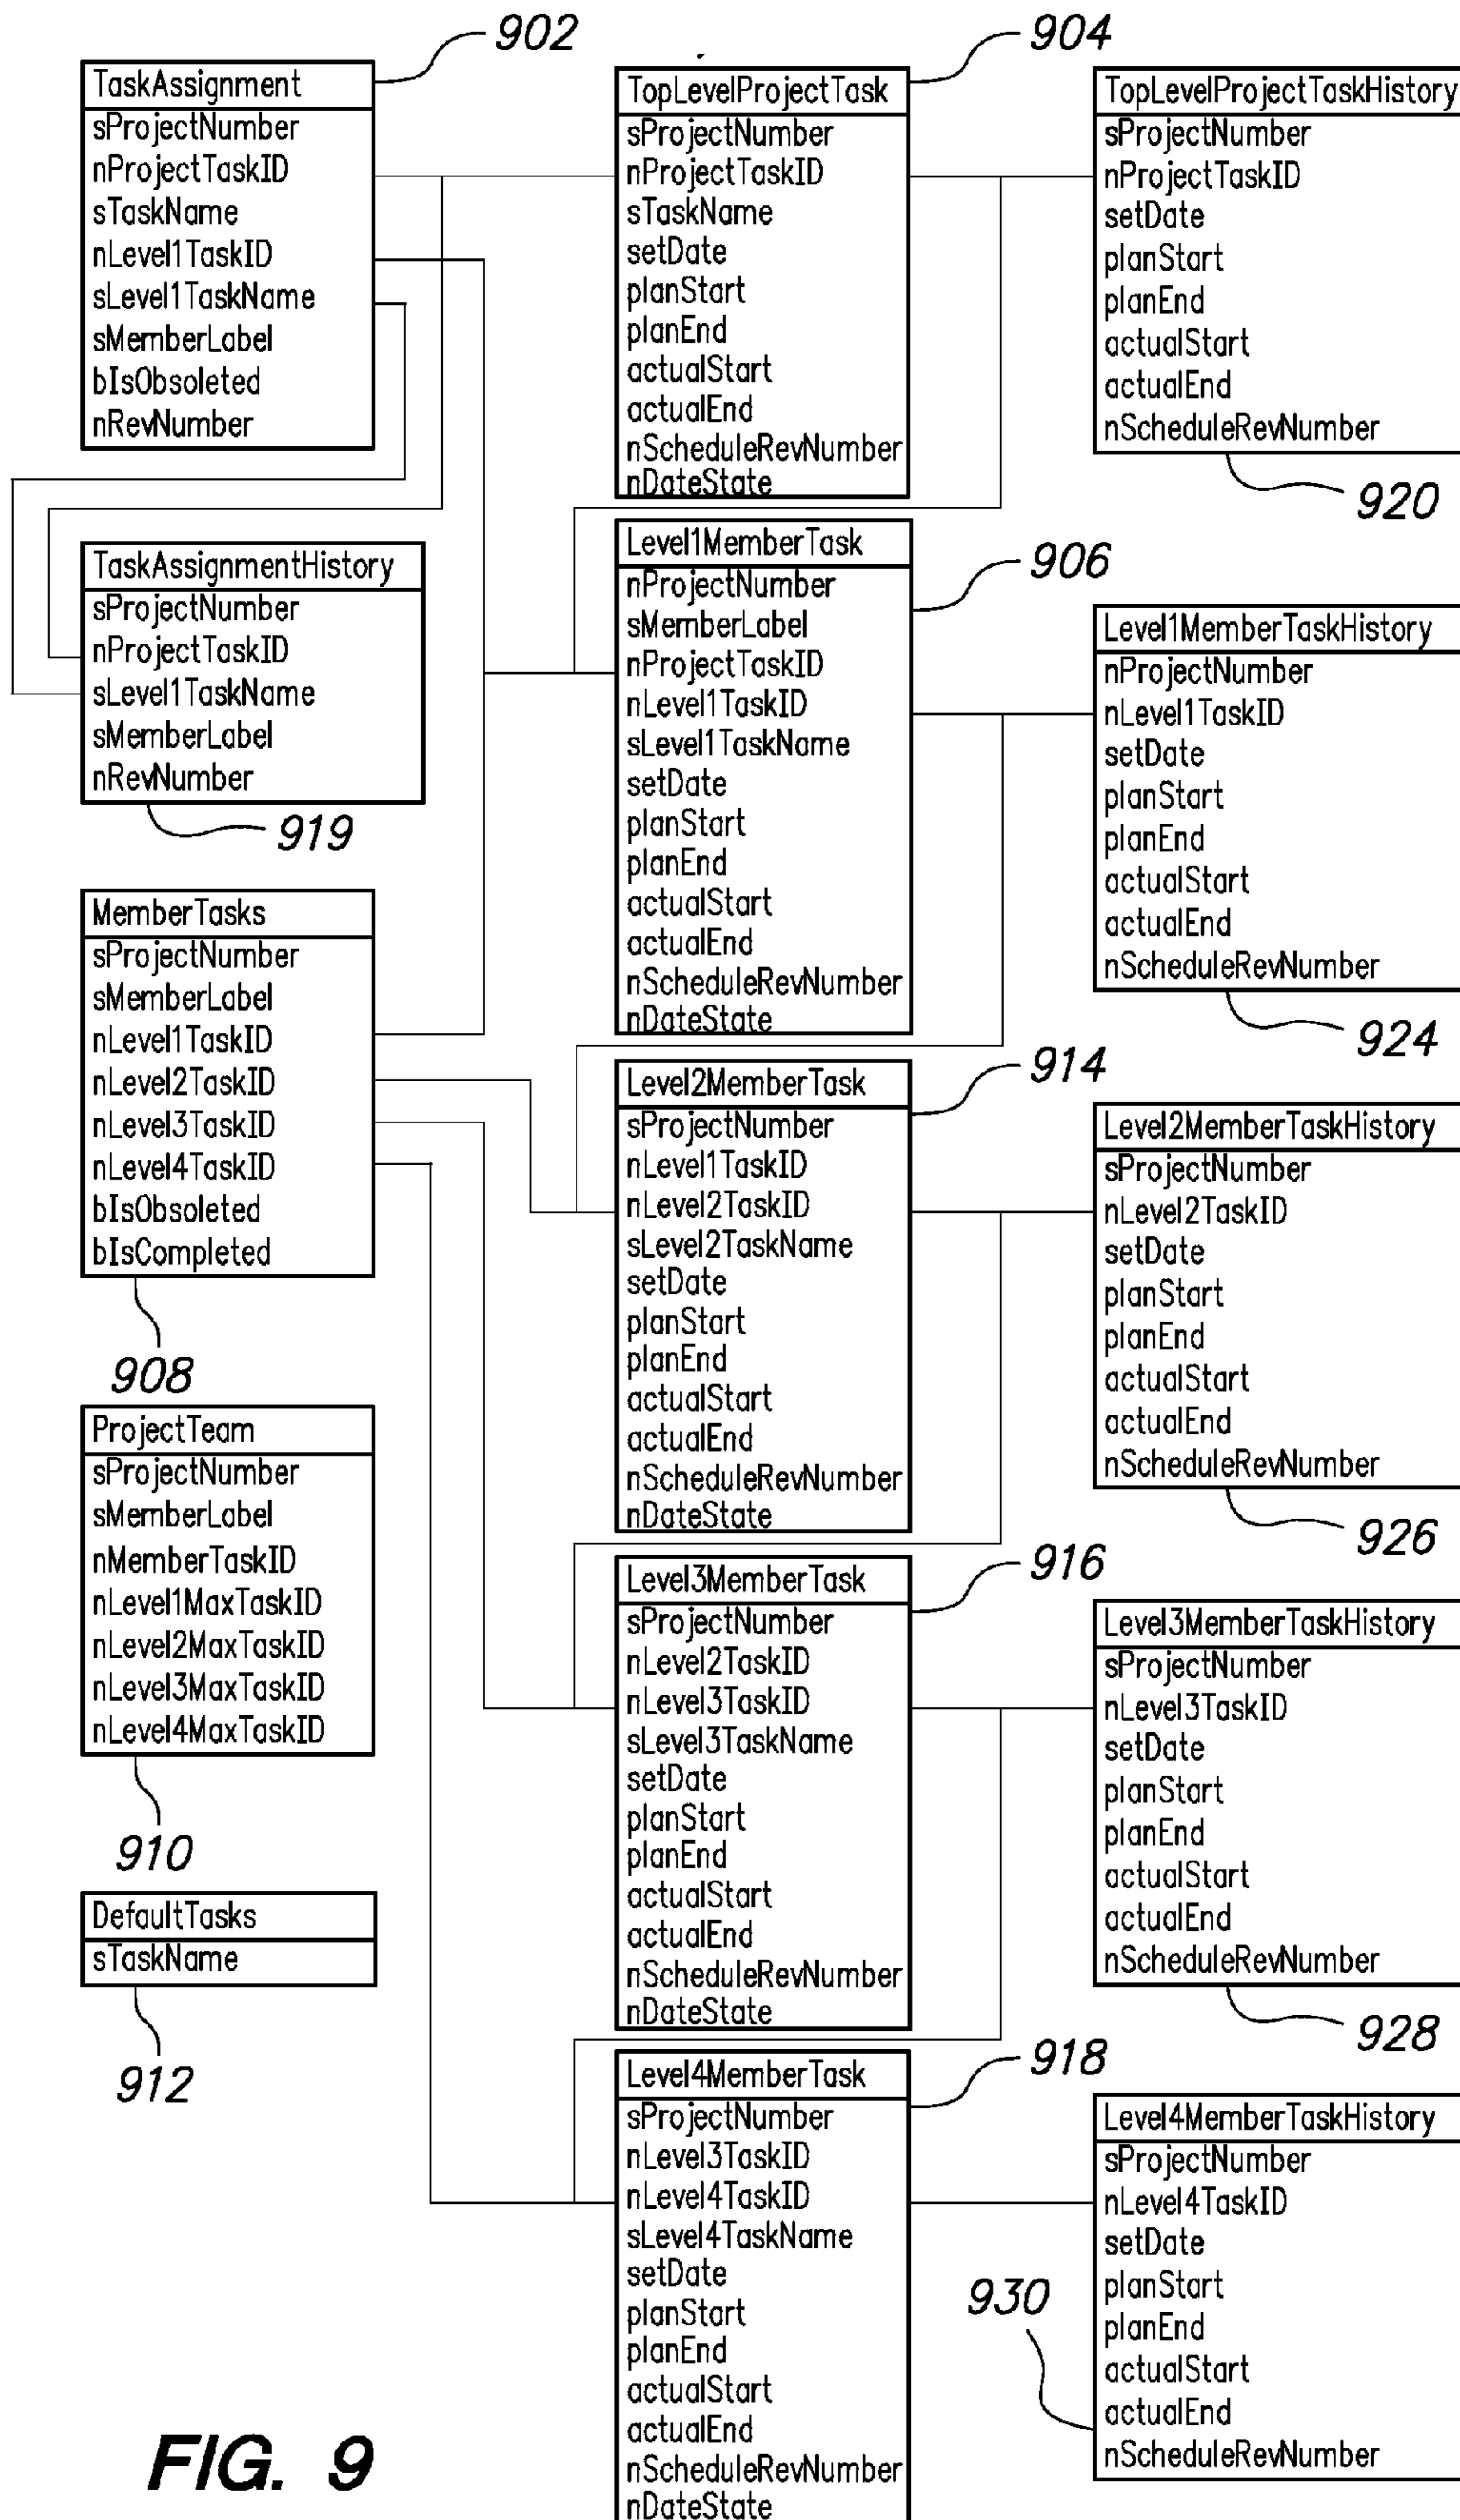 902
TaskAssignment
sProjectNumber
nProjectTaskID
sTaskName
nLevel1TaskID
sLevel1TaskName
sMemberLabel
bIsObsoleted
nRevNumber
TaskAssignmentHistory
sProjectNumber
nProjectTaskID
sLevel1TaskName
sMemberLabel
nRevNumber
919
MemberTasks
sProjectNumber
sMemberLabel
nLevel1TaskID
nLevel2TaskID
nLevel3TaskID
nLevel4TaskID
bIsObsoleted
bIsCompleted
908
ProjectTeam
sProjectNumber
sMemberLabel
nMemberTaskID
nLevel1MaxTaskID
nLevel2MaxTaskID
nLevel3MaxTaskID
nLevel4MaxTaskID
910
DefaultTasks
sTaskName
912
904
TopLevelProjectTask
sProjectNumber
nProjectTaskID
sTaskName
setDate
planStart
planEnd
actualStart
actualEnd
nScheduleRevNumber
nDateState
906
Level1MemberTask
nProjectNumber
sMemberLabel
nProjectTaskID
nLevel1TaskID
sLevel1TaskName
setDate
planStart
planEnd
actualStart
actualEnd
nScheduleRevNumber
nDateState
914
Level2MemberTask
sProjectNumber
nLevel1TaskID
nLevel2TaskID
sLevel2TaskName
setDate
planStart
planEnd
actualStart
actualEnd
nScheduleRevNumber
nDateState
916
Level3MemberTask
sProjectNumber
nLevel2TaskID
nLevel3TaskID
sLevel3TaskName
setDate
planStart
planEnd
actualStart
actualEnd
nScheduleRevNumber
nDateState
918
Level4MemberTask
sProjectNumber
nLevel3TaskID
nLevel4TaskID
sLevel4TaskName
setDate
planStart
planEnd
actualStart
actualEnd
nScheduleRevNumber
nDateState
TopLevelProjectTaskHistory
sProjectNumber
nProjectTaskID
setDate
planStart
planEnd
actualStart
actualEnd
nScheduleRevNumber
920
Level1MemberTaskHistory
nProjectNumber
nLevel1TaskID
setDate
planStart
planEnd
actualStart
actualEnd
nScheduleRevNumber
924
Level2MemberTaskHistory
sProjectNumber
nLevel2TaskID
setDate
planStart
planEnd
actualStart
actualEnd
nScheduleRevNumber
926
Level3MemberTaskHistory
sProjectNumber
nLevel3TaskID
setDate
planStart
planEnd
actualStart
actualEnd
nScheduleRevNumber
928
Level4MemberTaskHistory
sProjectNumber
nLevel4TaskID
setDate
planStart
planEnd
actualStart
actualEnd
nScheduleRevNumber
930
FIG. 9